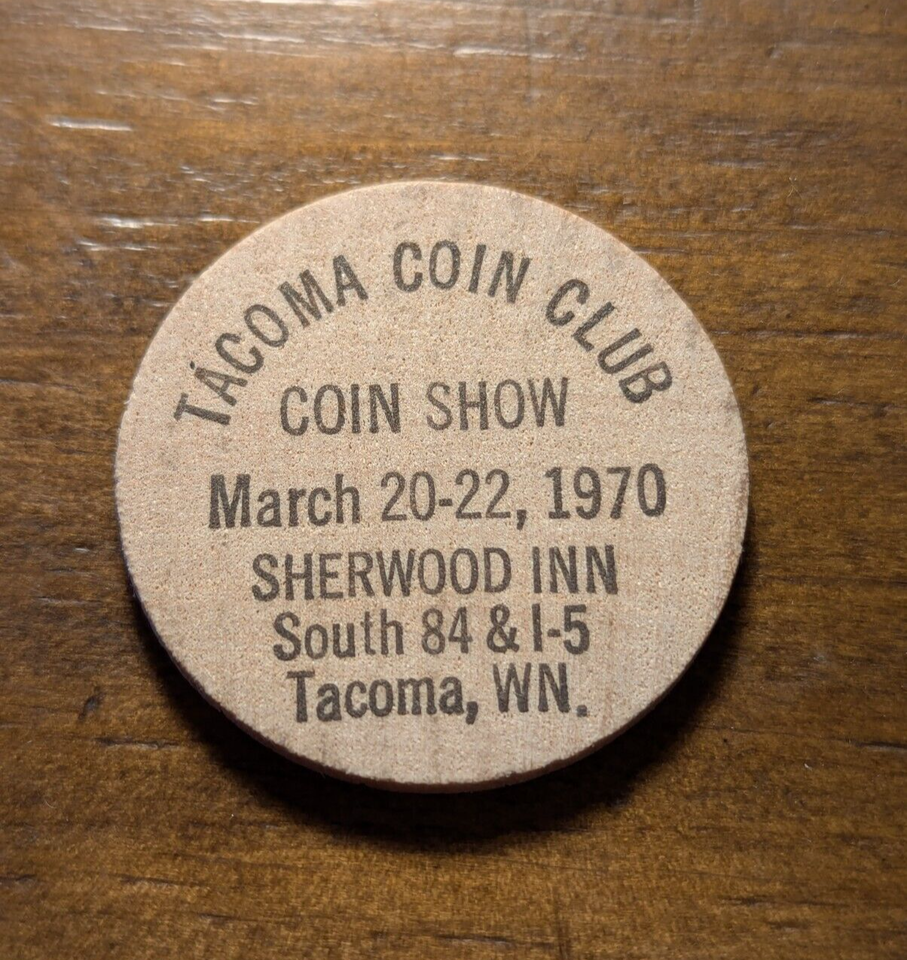 TACOMA COIN CLUB
COIN SHOW
March 20-22, 1970
SHERWOOD INN
South 84 & I-5
Tacoma, WN.